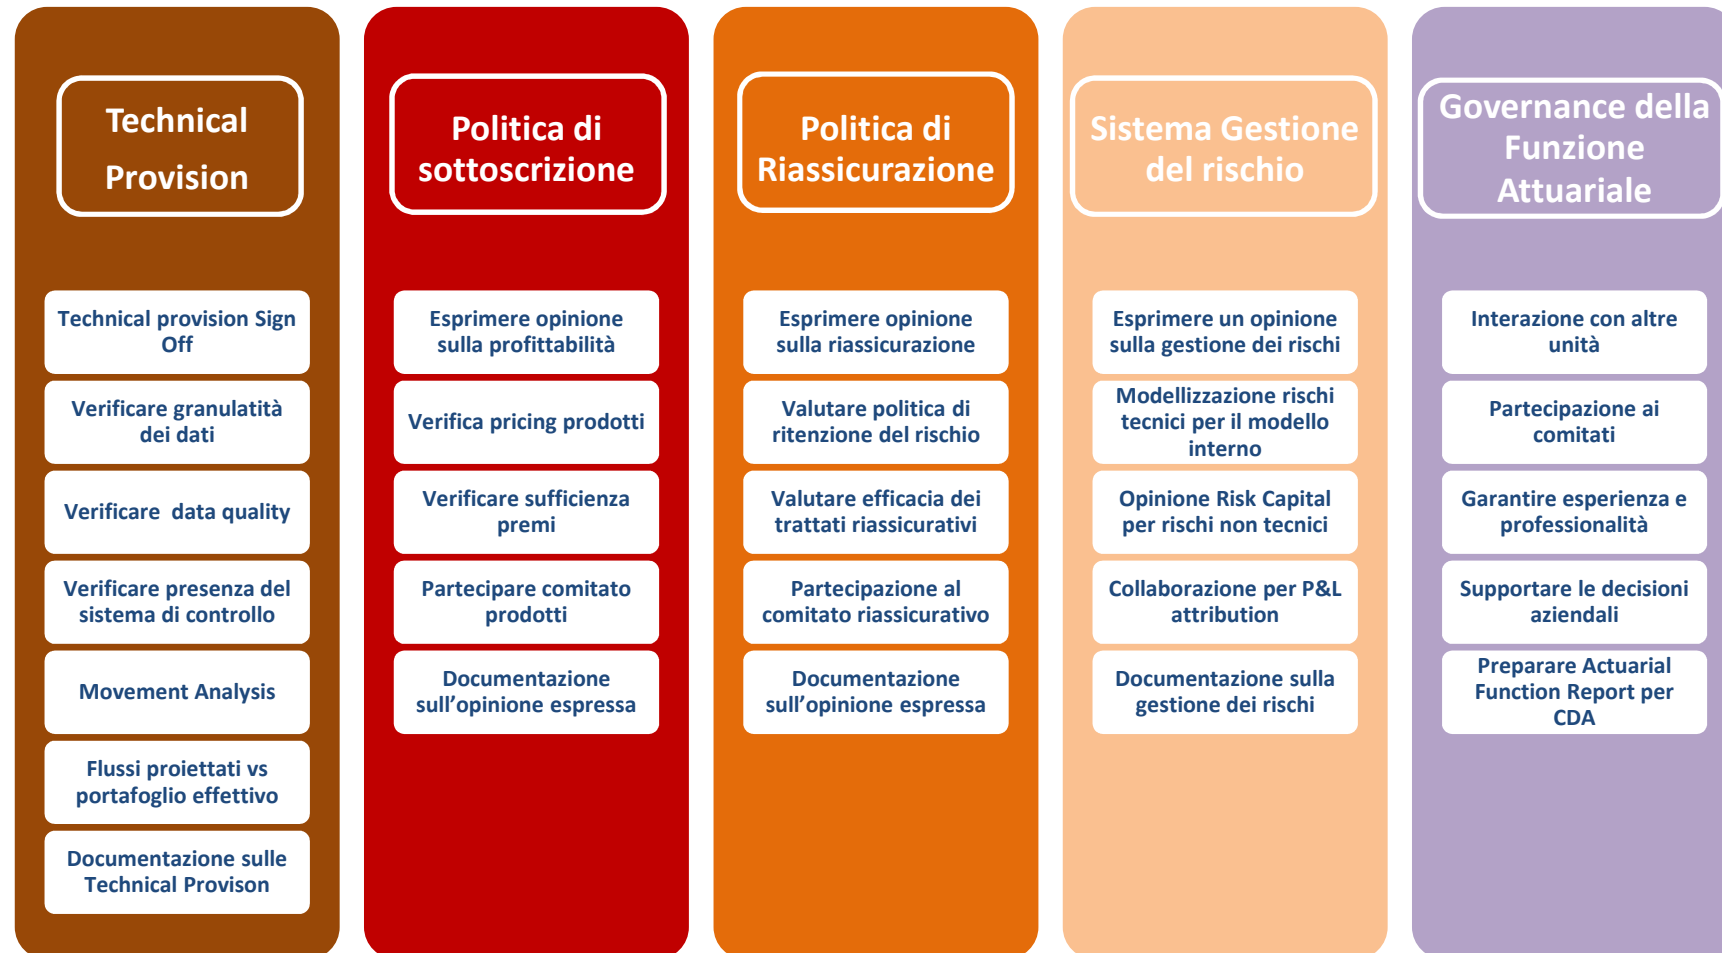 Technical
Provision
Technical provision Sign
Off
Verificare granulatità
dei dati
Verificare  data quality
Verificare presenza del
sistema di controllo
Movement Analysis
Flussi proiettati vs
portafoglio effettivo
Documentazione sulle
Technical Provison
Politica di
sottoscrizione
Esprimere opinione
sulla profittabilità
Verifica pricing prodotti
Verificare sufficienza
premi
Partecipare comitato
prodotti
Documentazione
sull’opinione espressa
Politica di
Riassicurazione
Esprimere opinione
sulla riassicurazione
Valutare politica di
ritenzione del rischio
Valutare efficacia dei
trattati riassicurativi
Partecipazione al
comitato riassicurativo
Documentazione
sull’opinione espressa
Sistema Gestione
del rischio
Esprimere un opinione
sulla gestione dei rischi
Modellizzazione rischi
tecnici per il modello
interno
Opinione Risk Capital
per rischi non tecnici
Collaborazione per P&L
attribution
Documentazione sulla
gestione dei rischi
Governance della
Funzione
Attuariale
Interazione con altre
unità
Partecipazione ai
comitati
Garantire esperienza e
professionalità
Supportare le decisioni
aziendali
Preparare Actuarial
Function Report per
CDA